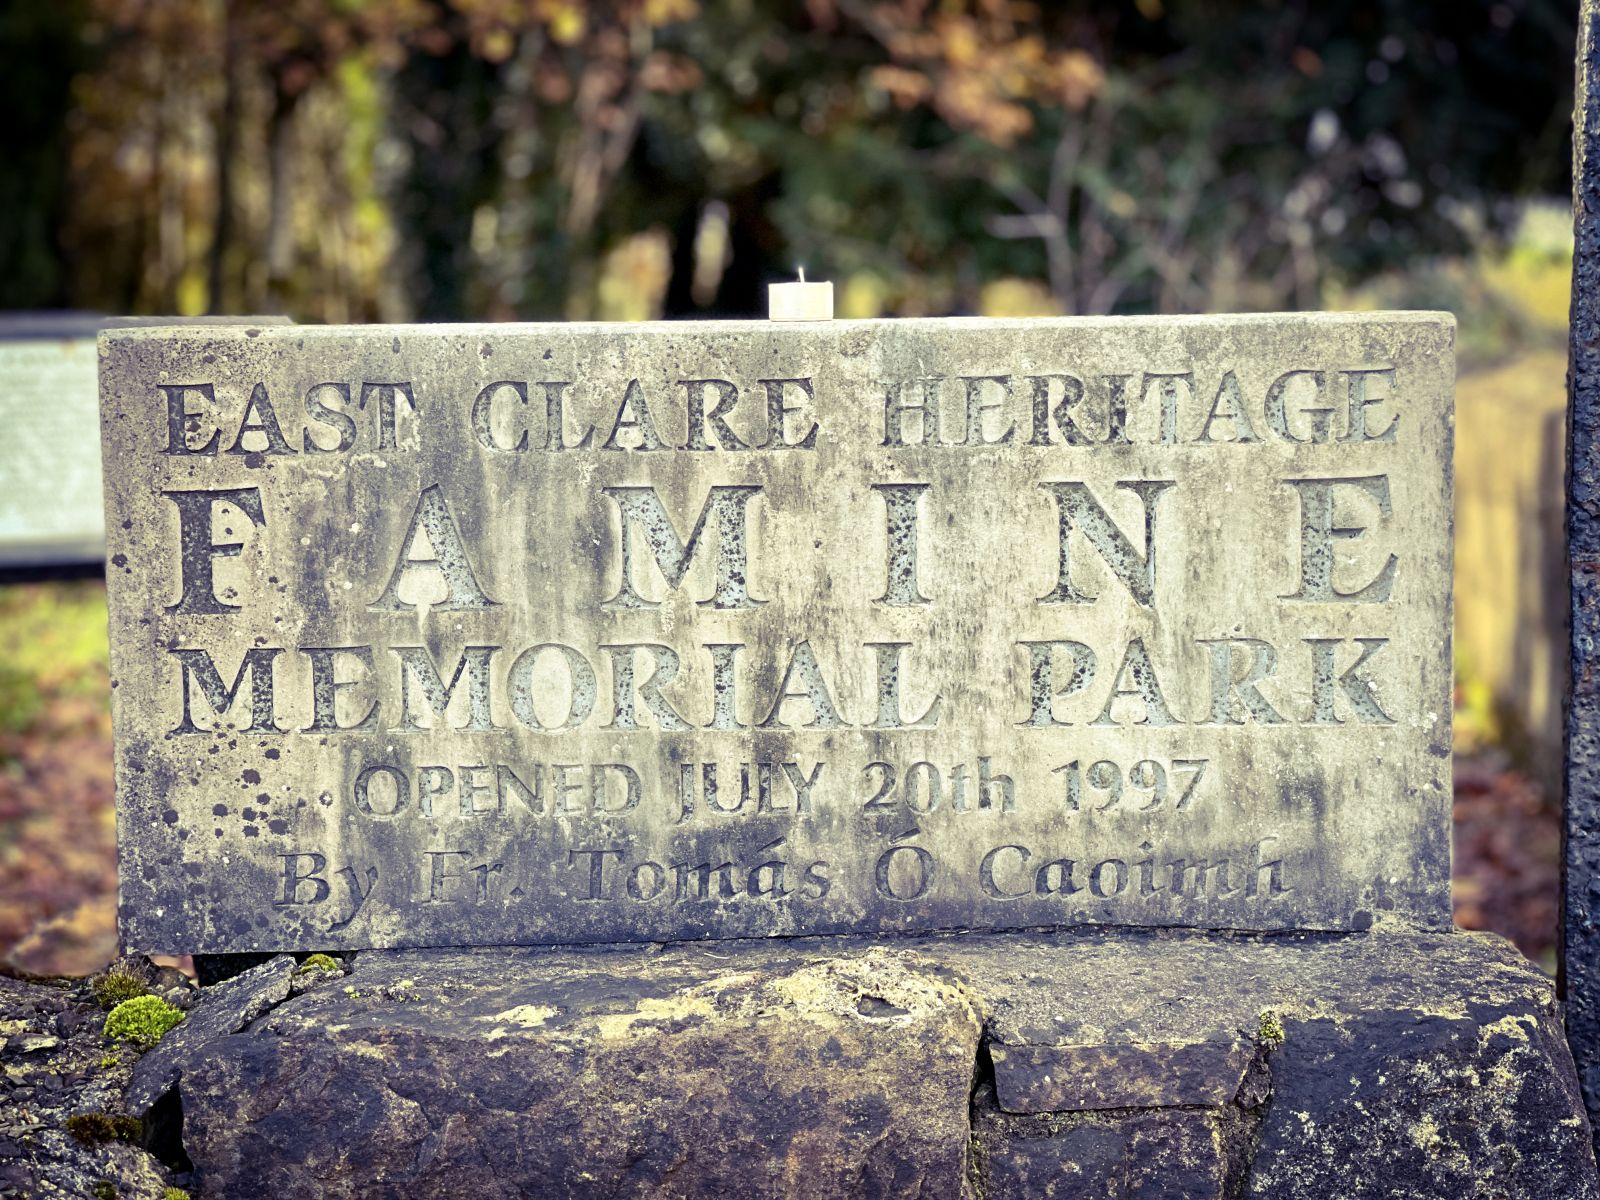 EAST CLARE HERITAGE
FAMINE
MEMORIAL PARK
OPENED JULY 20th 1997
By Fr. Tomás Ó Caoimh